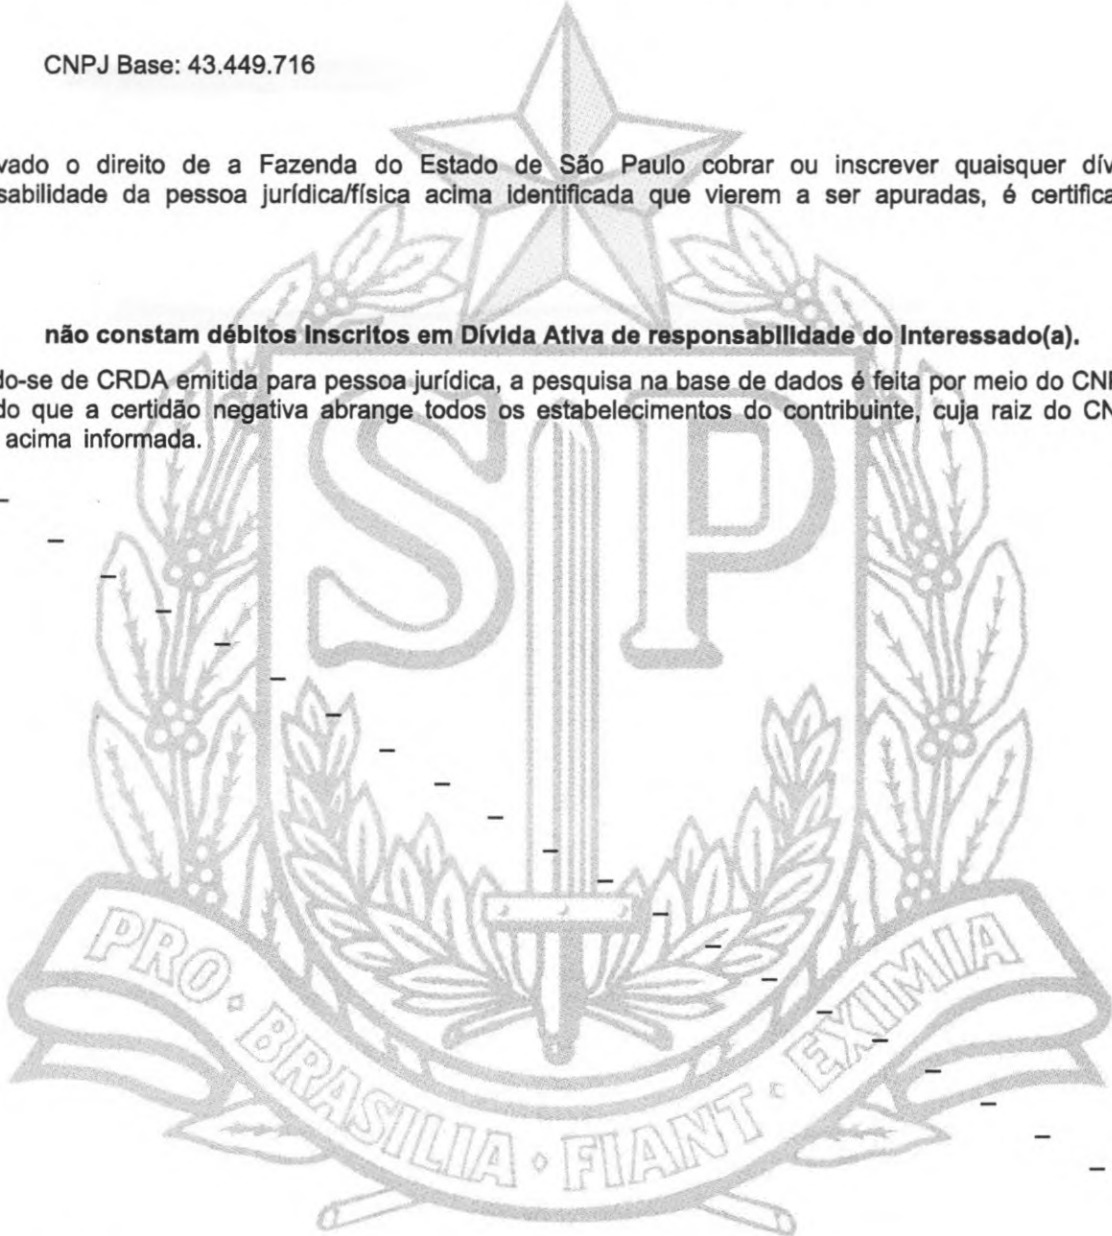 CNPJ Base: 43.449.716
vado o direito de a Fazenda do Estado de São Paulo cobrar ou inscrever quaisquer dív
sabilidade da pessoa jurídica/física acima identificada que vierem a ser apuradas, é certifica
não constam débitos inscritos em Dívida Ativa de responsabilidade do Interessado(a).
do-se de CRDA emitida para pessoa jurídica, a pesquisa na base de dados é feita por meio do CNP
do que a certidão negativa abrange todos os estabelecimentos do contribuinte, cuja raiz do CN
acima informada.
SP
PRO • BRASILIA • FIANT • EXIMIA